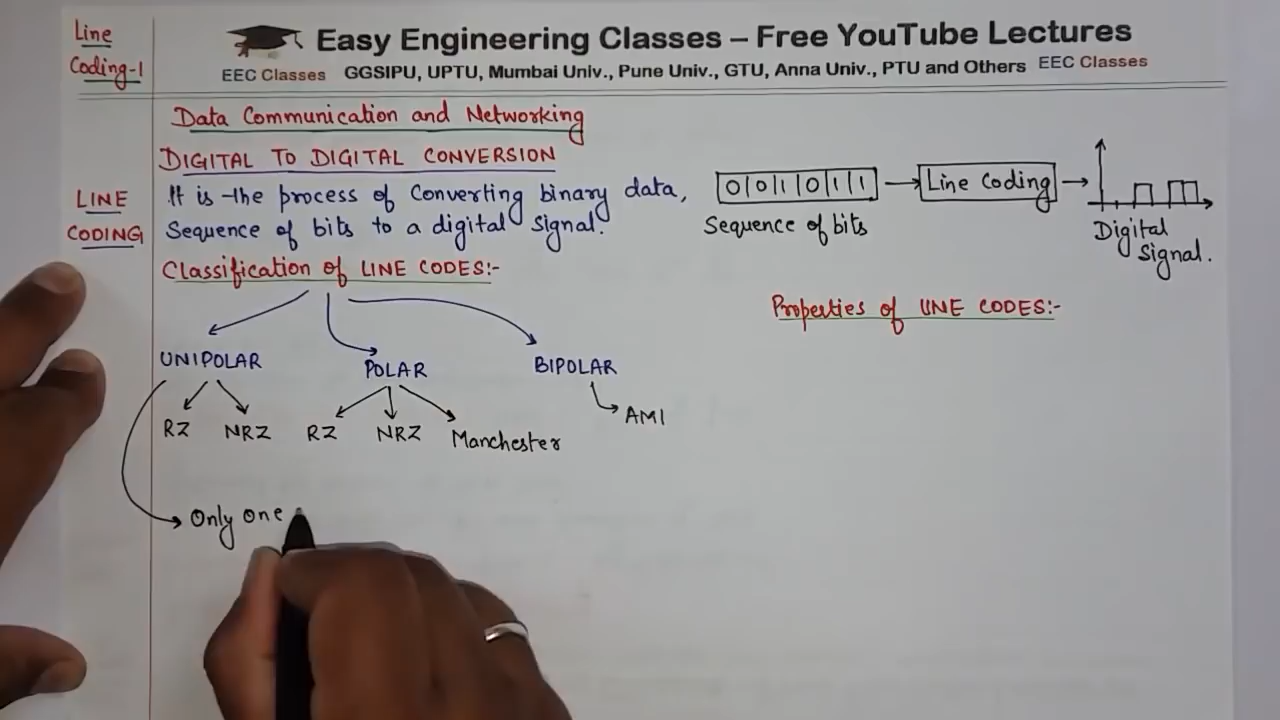 Line
Coding-1
Easy Engineering Classes – Free YouTube Lectures
EEC Classes GGSIPU, UPTU, Mumbai Univ., Pune Univ., GTU, Anna Univ., PTU and Others EEC Classes
Data Communication and Networking
DIGITAL TO DIGITAL CONVERSION
LINE
CODING
It is the process of Converting binary data,
Sequence of bits to a digital Signal.
0 0 1 0 1 1
Line Coding
Sequence of bits
Digital
Signal.
Classification of LINE CODES:-
Properties of LINE CODES:-
UNIPOLAR
POLAR
BIPOLAR
RZ NRZ
RZ NRZ Manchester
AMI
Only one